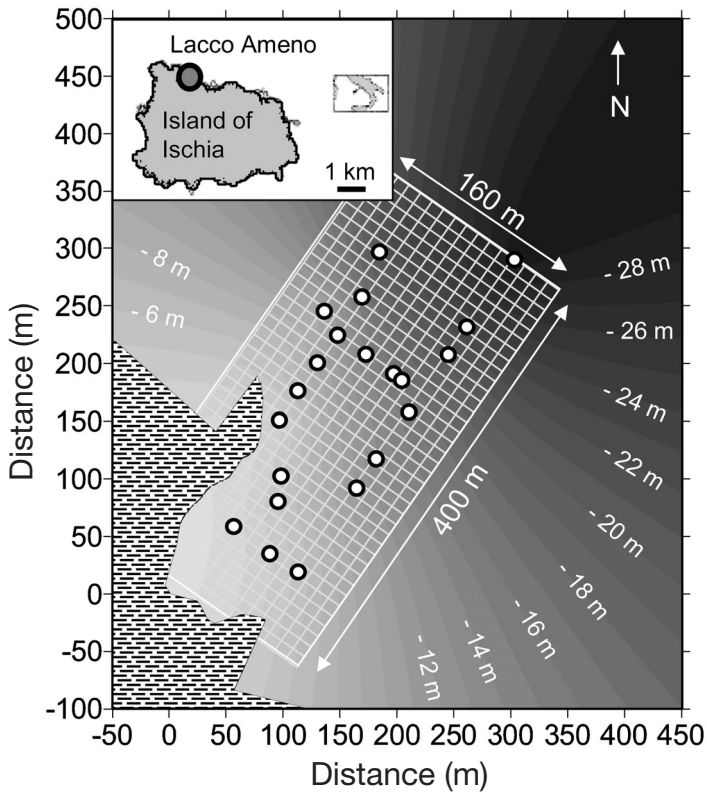 500
450
400
350
300
250
200
150
100
50
0
-50
-100
Distance (m)
Lacco Ameno
Island of
Ischia
1 km
N
160 m
400 m
- 8 m
- 6 m
- 28 m
- 26 m
- 24 m
- 22 m
- 20 m
- 18 m
- 16 m
- 14 m
- 12 m
-50 0 50 100 150 200 250 300 350 400 450
Distance (m)